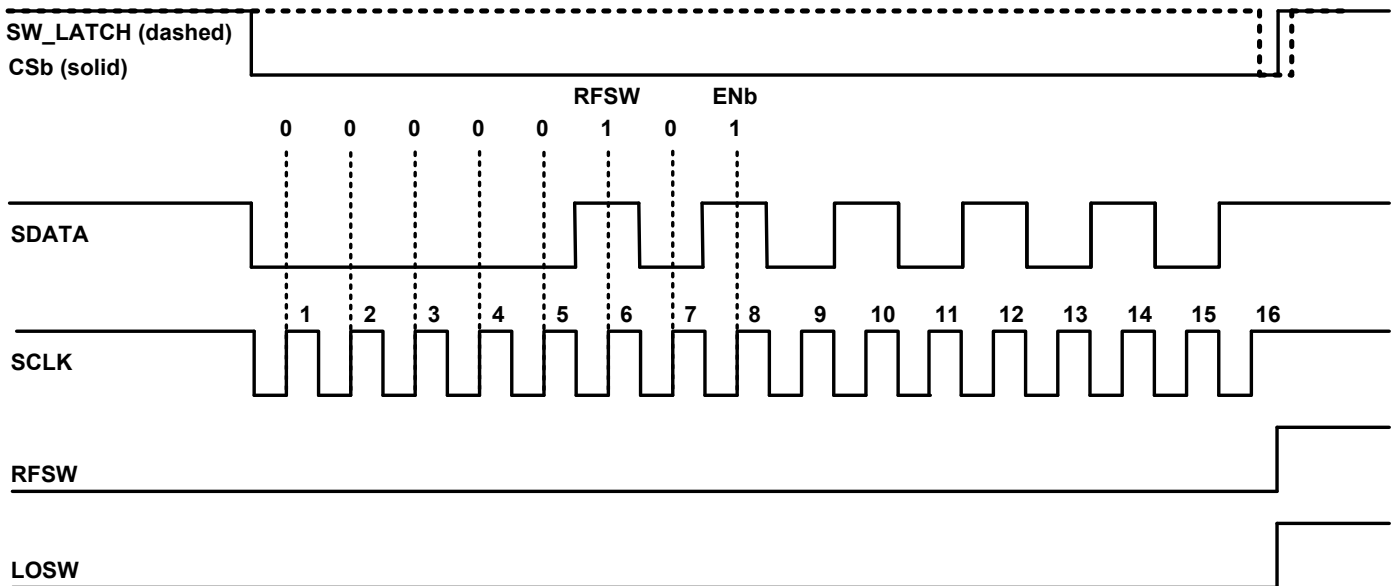 SW_LATCH (dashed)
CSb (solid)
RFSW ENb
0 0 0 0 0 1 0 1
SDATA
1 2 3 4 5 6 7 8 9 10 11 12 13 14 15 16
SCLK
RFSW
LOSW